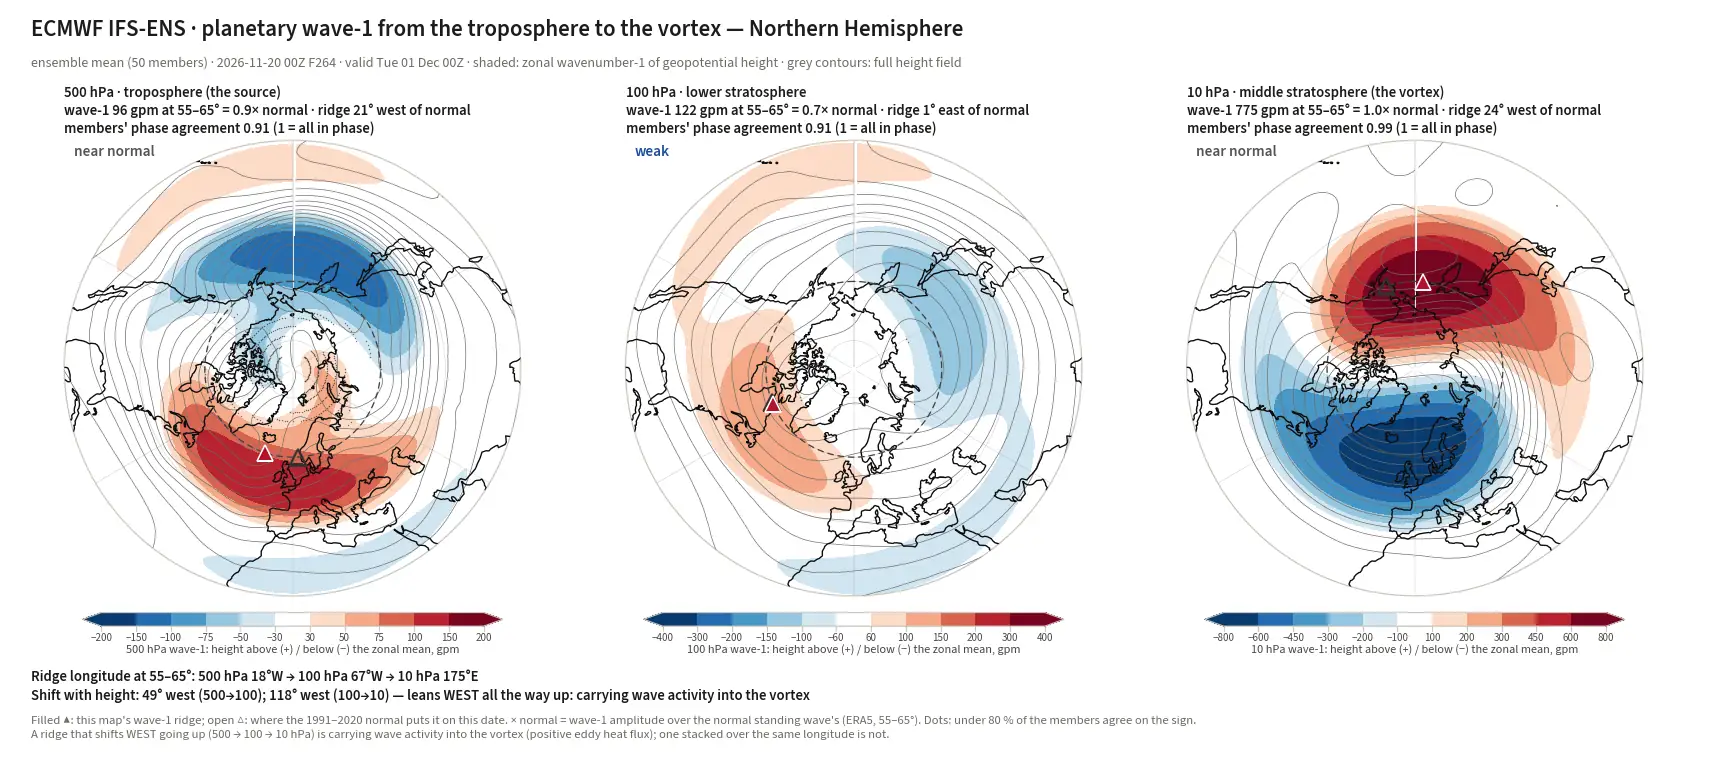 ECMWF IFS-ENS · planetary wave-1 from the troposphere to the vortex — Northern Hemisphere
ensemble mean (50 members) · 2026-11-20 00Z F264 · valid Tue 01 Dec 00Z · shaded: zonal wavenumber-1 of geopotential height · grey contours: full height field
500 hPa · troposphere (the source)
wave-1 96 gpm at 55–65° = 0.9× normal · ridge 21° west of normal
members' phase agreement 0.91 (1 = all in phase)
near normal
100 hPa · lower stratosphere
wave-1 122 gpm at 55–65° = 0.7× normal · ridge 1° east of normal
members' phase agreement 0.91 (1 = all in phase)
weak
10 hPa · middle stratosphere (the vortex)
wave-1 775 gpm at 55–65° = 1.0× normal · ridge 24° west of normal
members' phase agreement 0.99 (1 = all in phase)
near normal
−200 −150 −100 −75 −50 −30 30 50 75 100 150 200
500 hPa wave-1: height above (+) / below (−) the zonal mean, gpm
−400 −300 −200 −150 −100 −60 60 100 150 200 300 400
100 hPa wave-1: height above (+) / below (−) the zonal mean, gpm
−800 −600 −450 −300 −200 −100 100 200 300 450 600 800
10 hPa wave-1: height above (+) / below (−) the zonal mean, gpm
Ridge longitude at 55–65°: 500 hPa 18°W → 100 hPa 67°W → 10 hPa 175°E
Shift with height: 49° west (500→100); 118° west (100→10) — leans WEST all the way up: carrying wave activity into the vortex
Filled ▲: this map's wave-1 ridge; open △: where the 1991–2020 normal puts it on this date. × normal = wave-1 amplitude over the normal standing wave's (ERA5, 55–65°). Dots: under 80 % of the members agree on the sign.
A ridge that shifts WEST going up (500 → 100 → 10 hPa) is carrying wave activity into the vortex (positive eddy heat flux); one stacked over the same longitude is not.